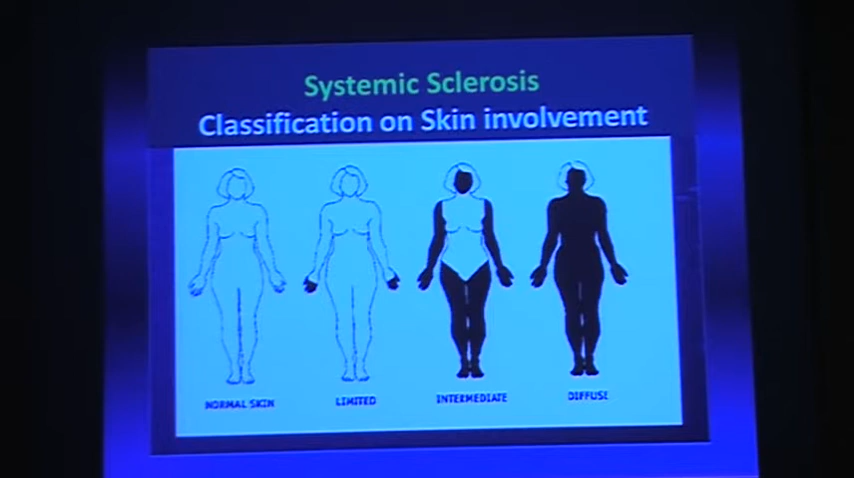 Systemic Sclerosis
Classification on Skin involvement
NORMAL SKIN
LIMITED
INTERMEDIATE
DIFFUSE